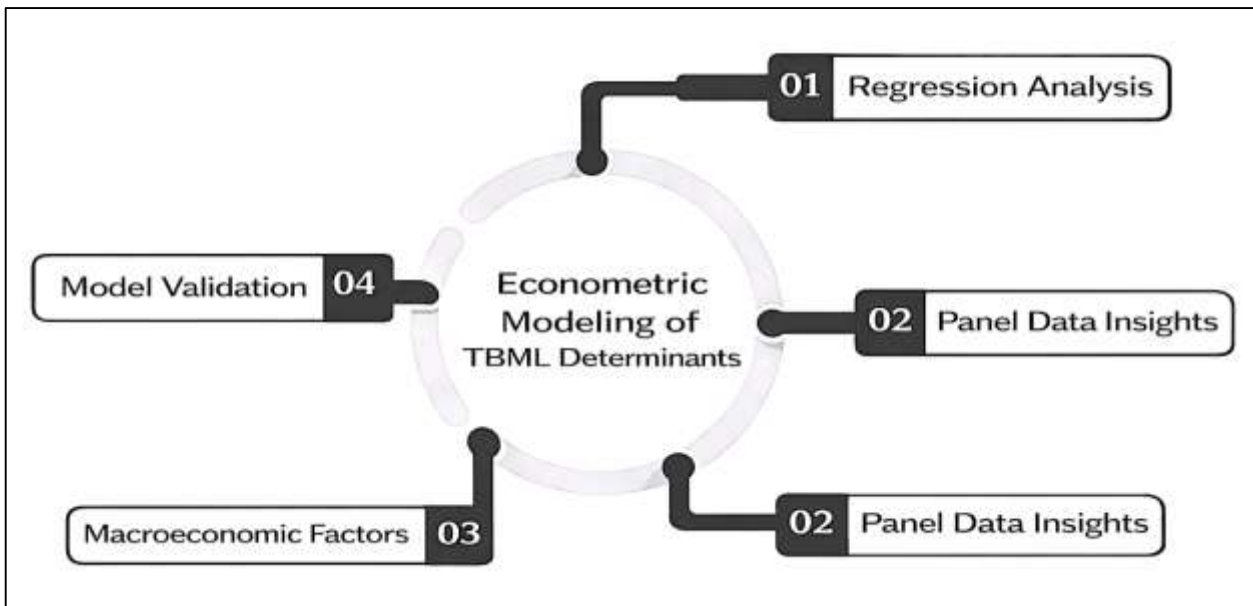 01 Regression Analysis
Model Validation 04
Econometric
Modeling of
TBML Determinants
02 Panel Data Insights
Macroeconomic Factors 03
02 Panel Data Insights